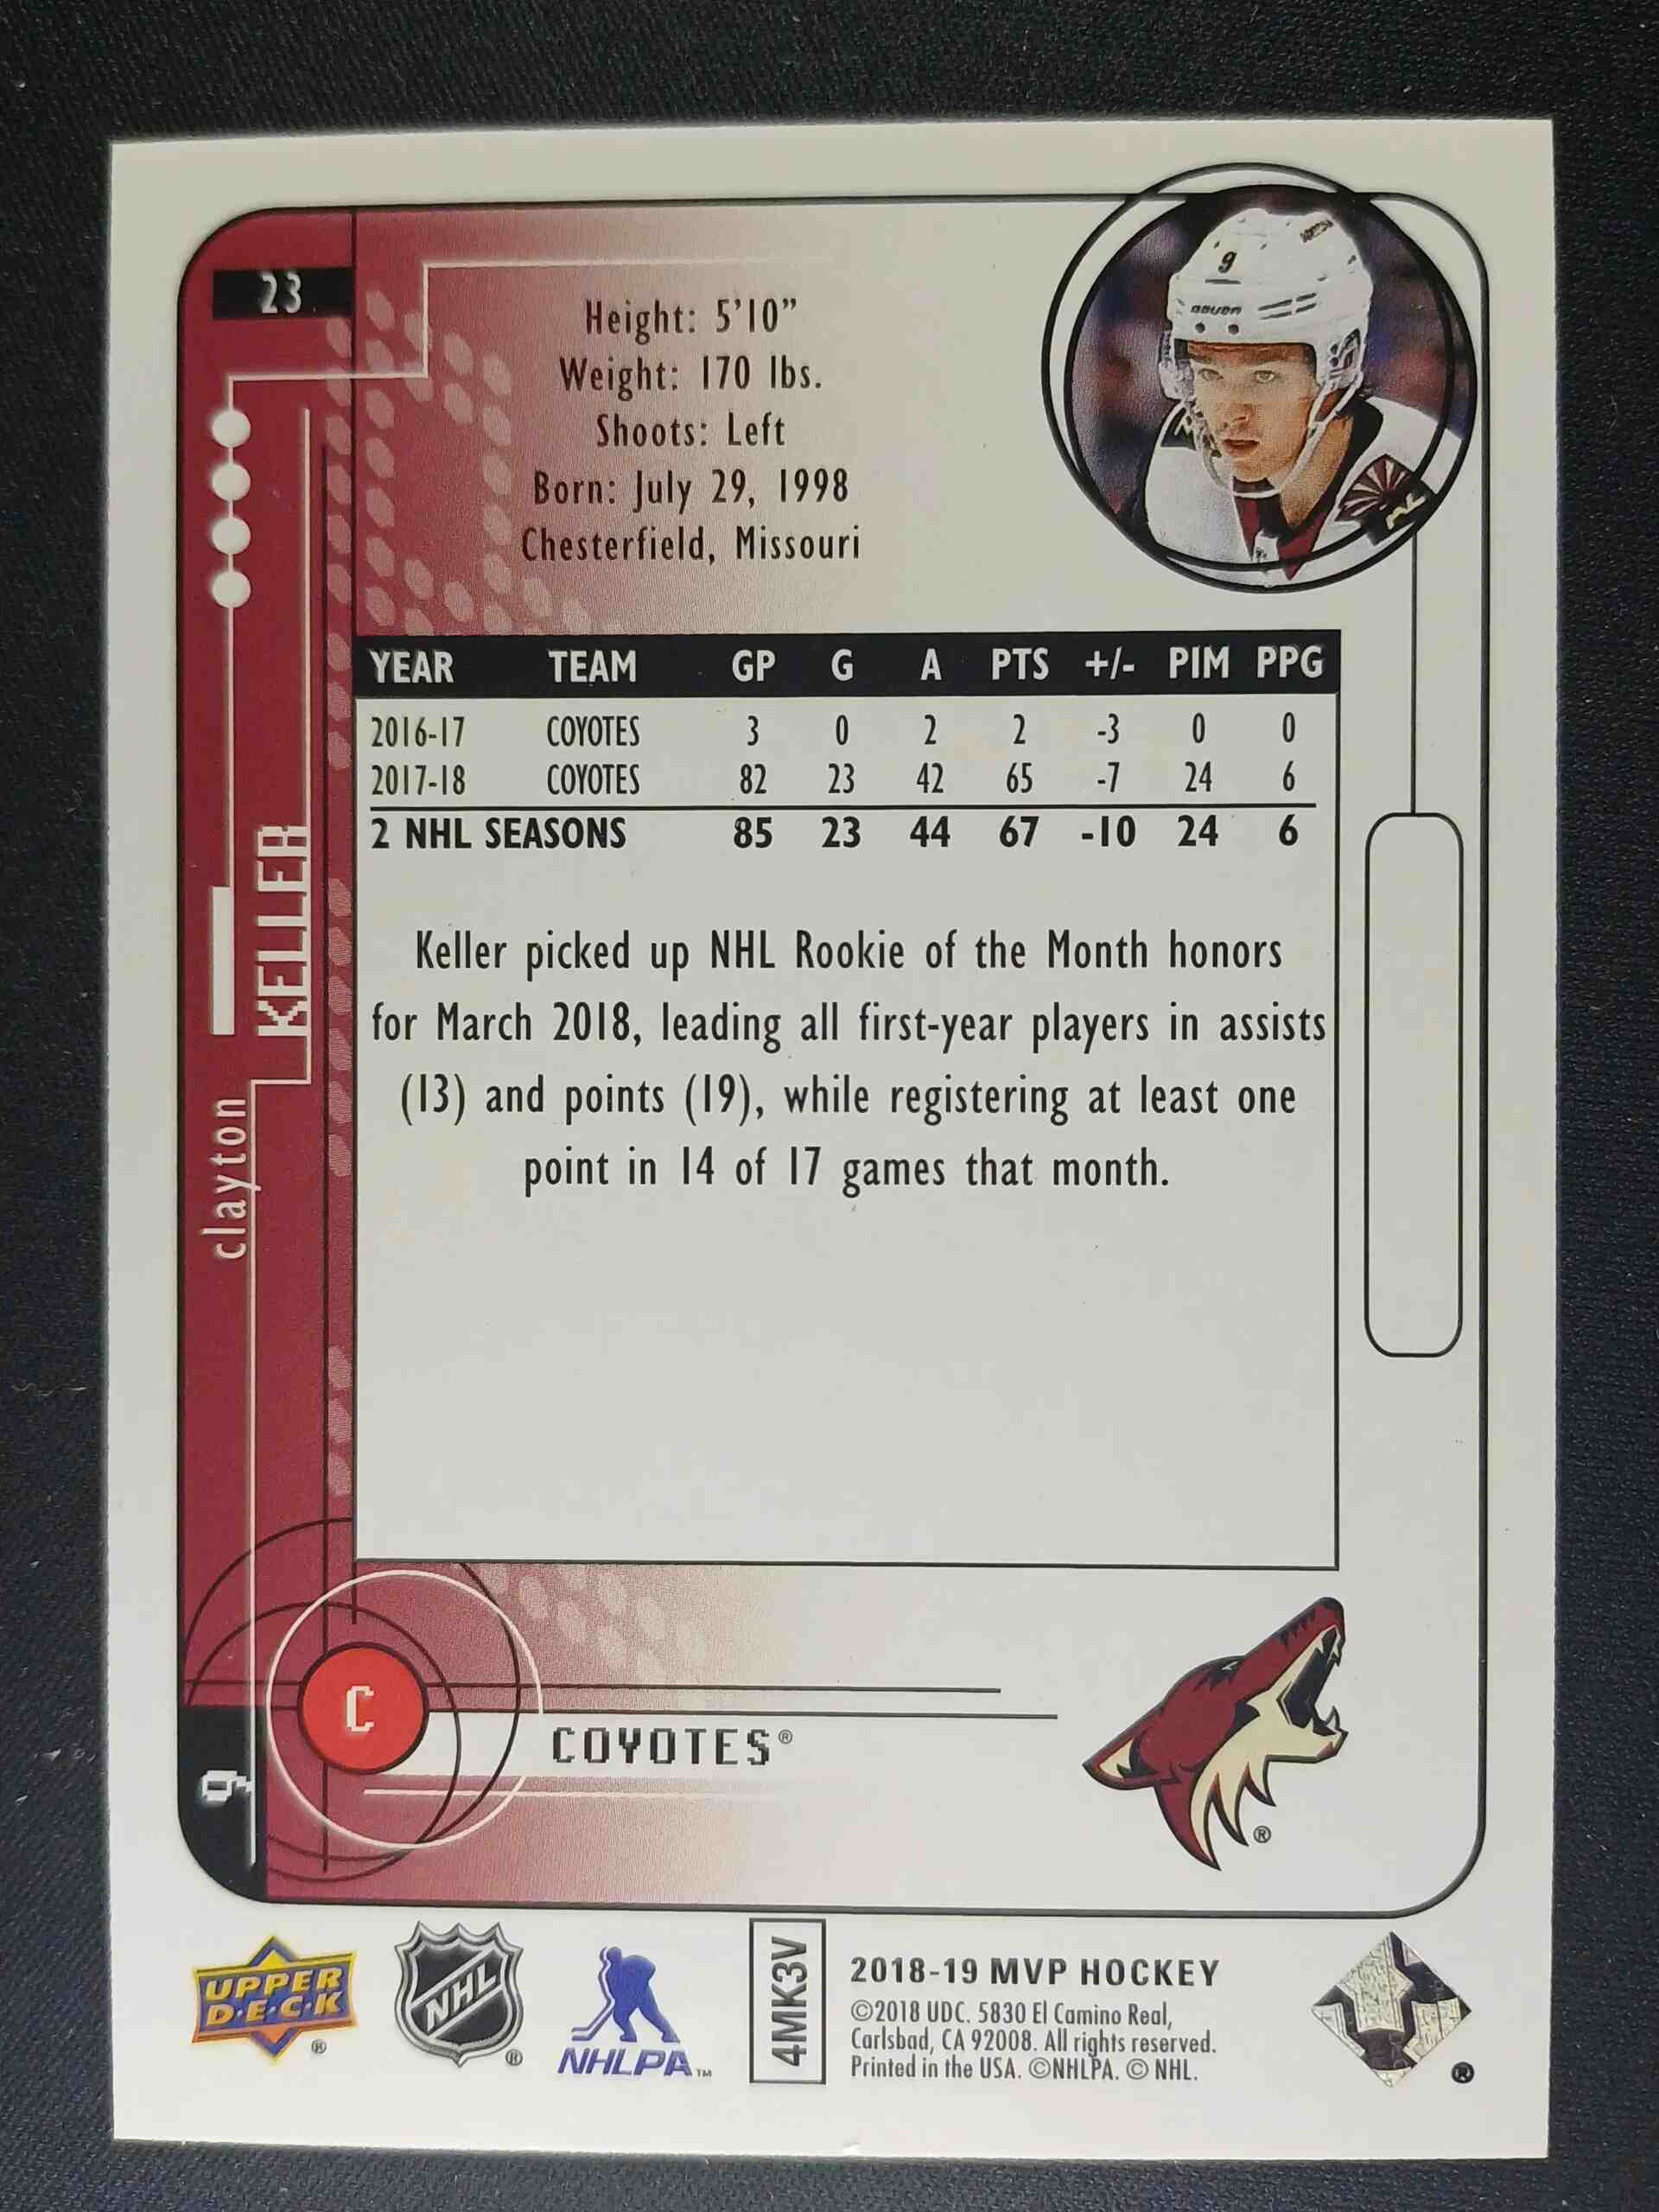 23
Height: 5'10"
Weight: 170 lbs.
Shoots: Left
Born: July 29, 1998
Chesterfield, Missouri
9
BAUER
YEAR TEAM GP G A PTS +/- PIM PPG
2016-17 COYOTES 3 0 2 2 -3 0 0
2017-18 COYOTES 82 23 42 65 -7 24 6
2 NHL SEASONS 85 23 44 67 -10 24 6
Keller picked up NHL Rookie of the Month honors
for March 2018, leading all first-year players in assists
(13) and points (19), while registering at least one
point in 14 of 17 games that month.
clayton
KELLER
C
9
COYOTES®
®
UPPER
D·E·C·K
®
NHL
®
NHLPA™
4MK3V
2018-19 MVP HOCKEY
©2018 UDC. 5830 El Camino Real,
Carlsbad, CA 92008. All rights reserved.
Printed in the USA. ©NHLPA. © NHL.
®